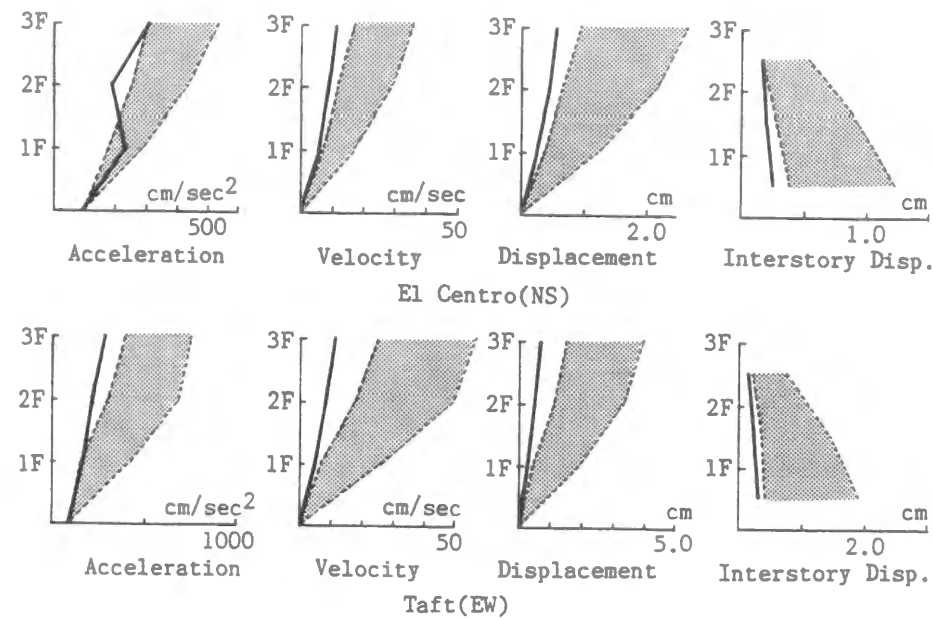 3F 2F 1F cm/sec2 500 Acceleration
3F 2F 1F cm/sec 50 Velocity
3F 2F 1F cm 2.0 Displacement
3F 2F 1F cm 1.0 Interstory Disp.
El Centro(NS)
3F 2F 1F cm/sec2 1000 Acceleration
3F 2F 1F cm/sec 50 Velocity
3F 2F 1F cm 5.0 Displacement
3F 2F 1F cm 2.0 Interstory Disp.
Taft(EW)